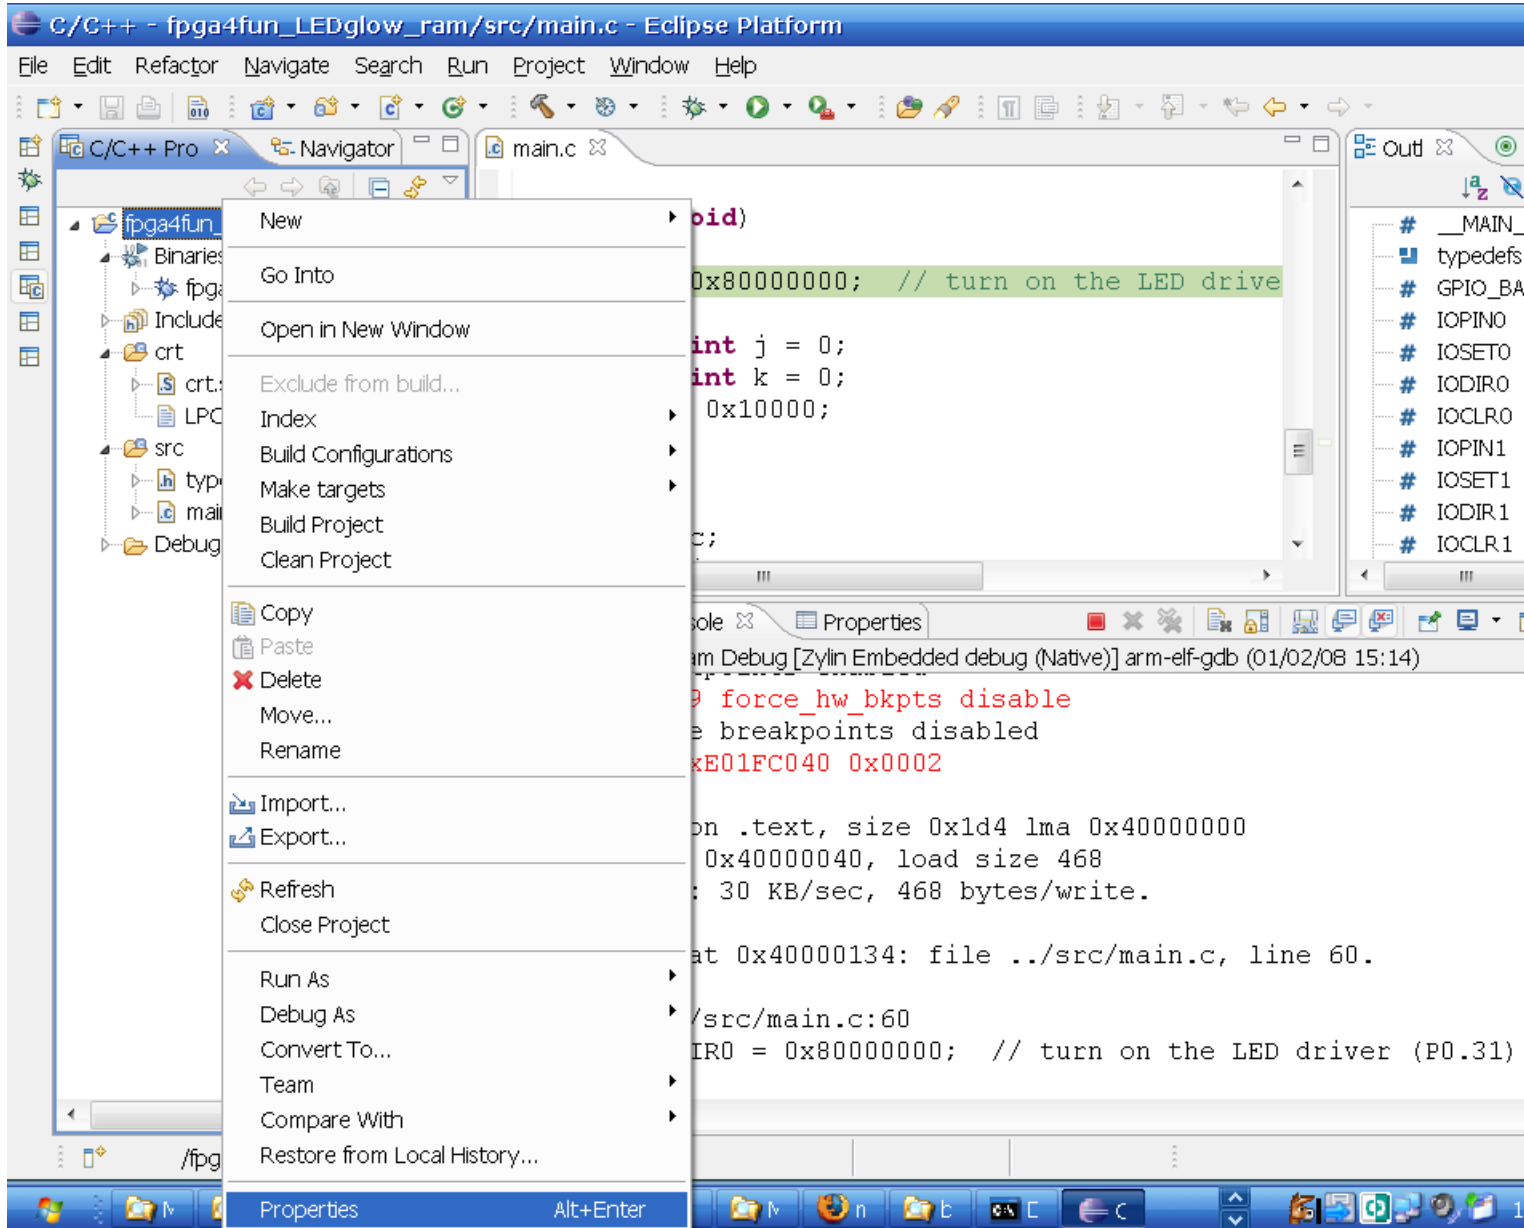 C/C++ - fpga4fun_LEDglow_ram/src/main.c - Eclipse Platform
File Edit Refactor Navigate Search Run Project Window Help
C/C++ Pro
Navigator
main.c
Outl
fpga4fun_
Binaries
fpga
Include
crt
crt.
LPC
src
typ
mai
Debug
New
Go Into
Open in New Window
Exclude from build...
Index
Build Configurations
Make targets
Build Project
Clean Project
Copy
Paste
Delete
Move...
Rename
Import...
Export...
Refresh
Close Project
Run As
Debug As
Convert To...
Team
Compare With
Restore from Local History...
Properties Alt+Enter
oid)
0x80000000; // turn on the LED drive
int j = 0;
int k = 0;
0x10000;
c;
__MAIN_
typedefs
GPIO_BA
IOPIN0
IOSET0
IODIR0
IOCLR0
IOPIN1
IOSET1
IODIR1
IOCLR1
sole
Properties
am Debug [Zylin Embedded debug (Native)] arm-elf-gdb (01/02/08 15:14)
9 force_hw_bkpts disable
e breakpoints disabled
xE01FC040 0x0002
on .text, size 0x1d4 lma 0x40000000
0x40000040, load size 468
: 30 KB/sec, 468 bytes/write.
at 0x40000134: file ../src/main.c, line 60.
/src/main.c:60
IR0 = 0x80000000; // turn on the LED driver (P0.31)
/fpg
M
M
n
b
C
1